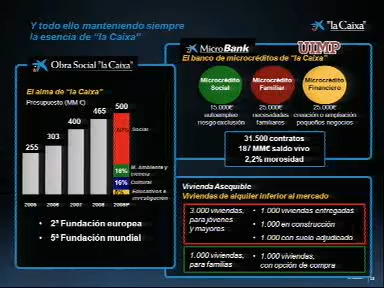 Y todo ello manteniendo siempre
la esencia de "la Caixa"
"la Caixa"
UIMP
Obra Social "la Caixa"
El alma de "la Caixa"
Presupuesto (MM €)
255
303
400
465
500
Social
M. Ambiente y
ciencia
16%
Cultural
16%
Educativos e
investigación
2005
2006
2007
2008
• 2ª Fundación europea
• 5ª Fundación mundial
MicroBank
El banco de microcréditos de "la Caixa"
Microcrédito
Social
Microcrédito
Familiar
Microcrédito
Financiero
15.000€
autoempleo
riesgo exclusión
25.000€
necesidades
familiares
25.000€
creación o ampliación
pequeños negocios
31.500 contratos
187 MM€ saldo vivo
2,2% morosidad
Vivienda Asequible
Viviendas de alquiler inferior al mercado
3.000 viviendas,
para jóvenes
y mayores
• 1.000 viviendas entregadas
• 1.000 en construcción
• 1.000 con suelo adjudicado
1.000 viviendas,
para familias
• 1.000 viviendas,
con opción de compra